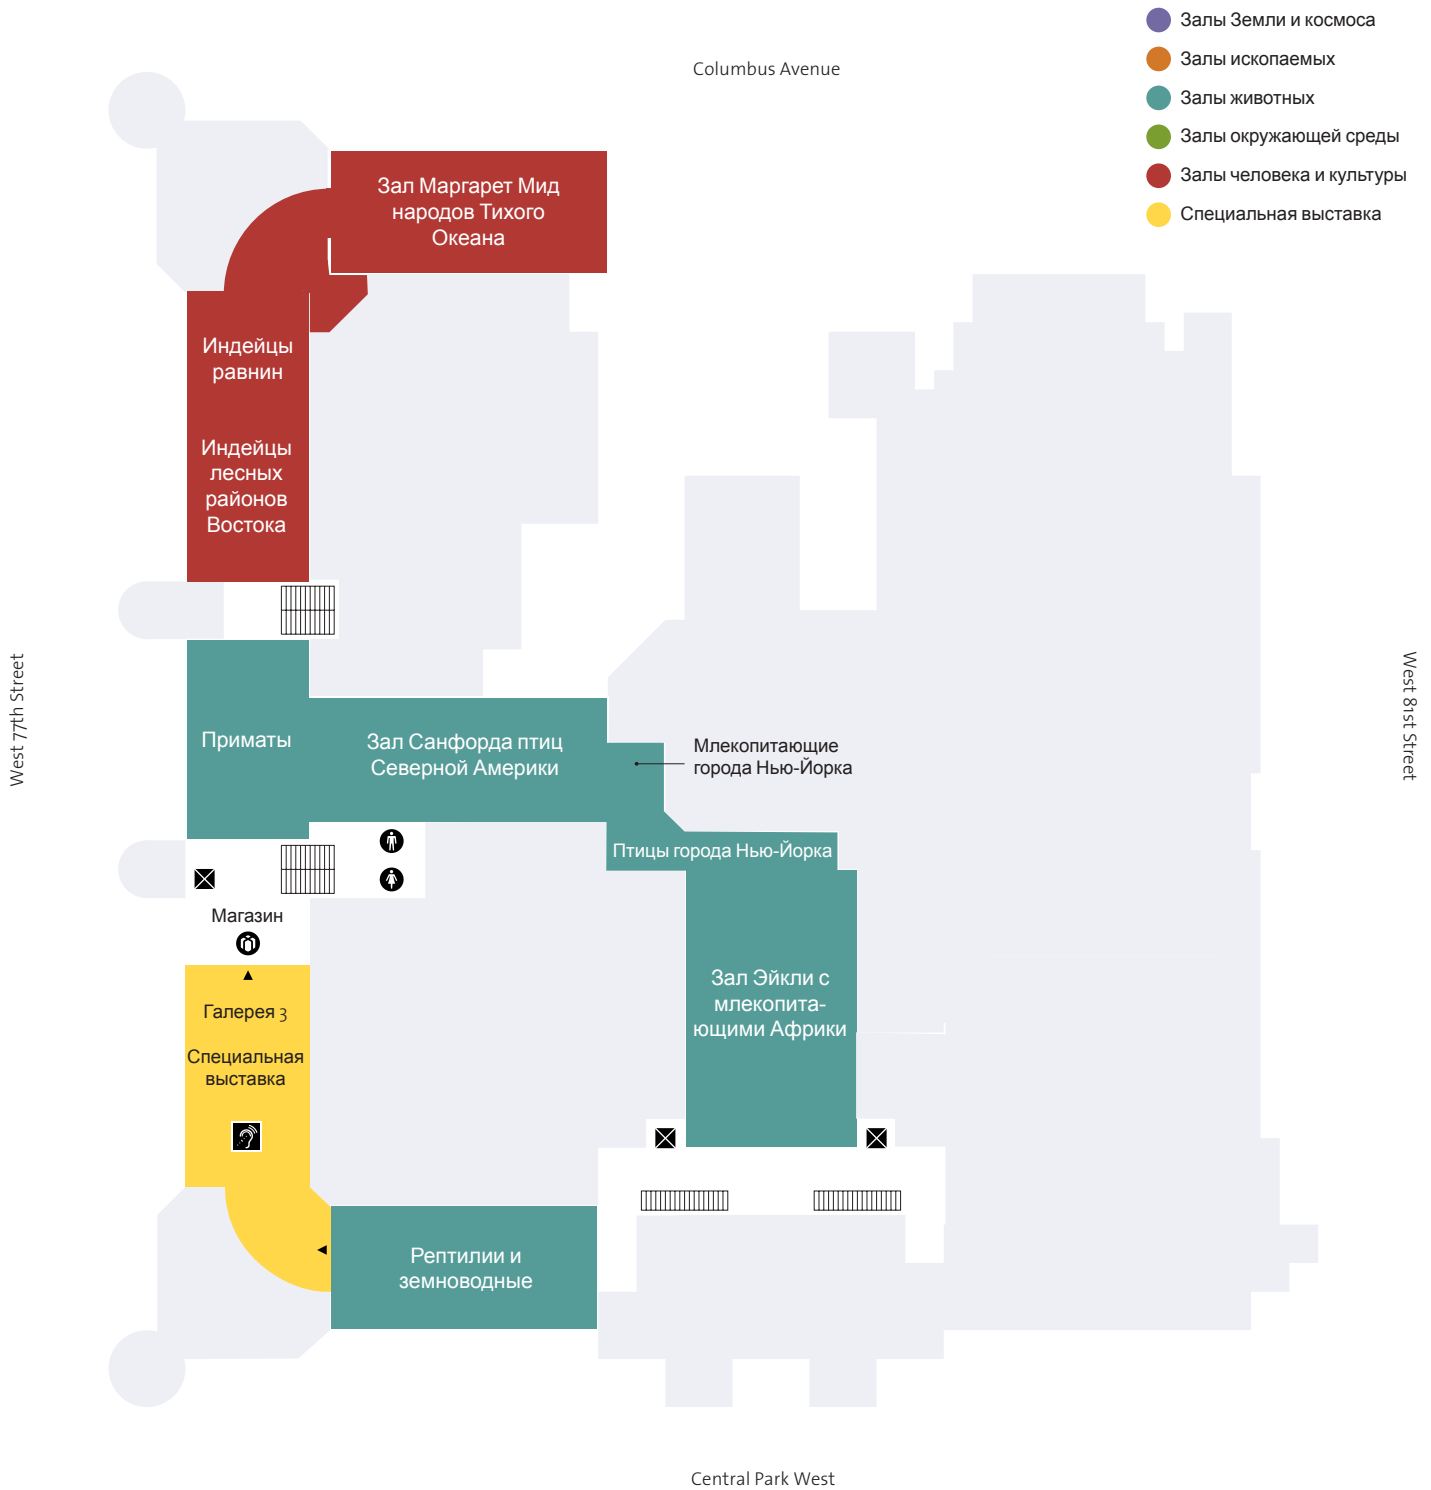 Залы Земли и космоса
Columbus Avenue
Залы ископаемых
Залы животных
Залы окружающей среды
Залы человека и культуры
Специальная выставка
Зал Маргарет Мид
народов Тихого
Океана
Индейцы
равнин
Индейцы
лесных
районов
Востока
West 77th Street
West 81st Street
Приматы
Зал Санфорда птиц
Северной Америки
Млекопитающие
города Нью-Йорка
Птицы города Нью-Йорка
Магазин
Зал Эйкли с
млекопита-
ющими Африки
Галерея 3
Специальная
выставка
Рептилии и
земноводные
Central Park West